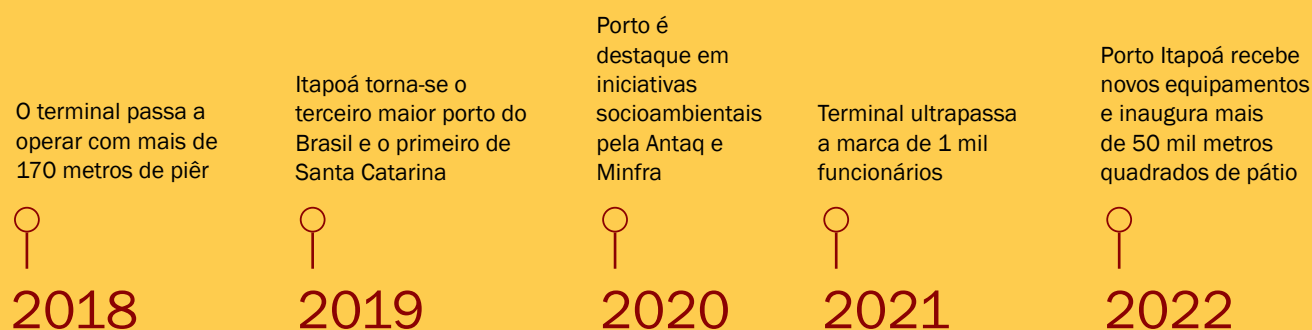 O terminal passa a
operar com mais de
170 metros de piêr
2018
Itapoá torna-se o
terceiro maior porto do
Brasil e o primeiro de
Santa Catarina
2019
Porto é
destaque em
iniciativas
socioambientais
pela Antaq e
Minfra
2020
Terminal ultrapassa
a marca de 1 mil
funcionários
2021
Porto Itapoá recebe
novos equipamentos
e inaugura mais
de 50 mil metros
quadrados de pátio
2022